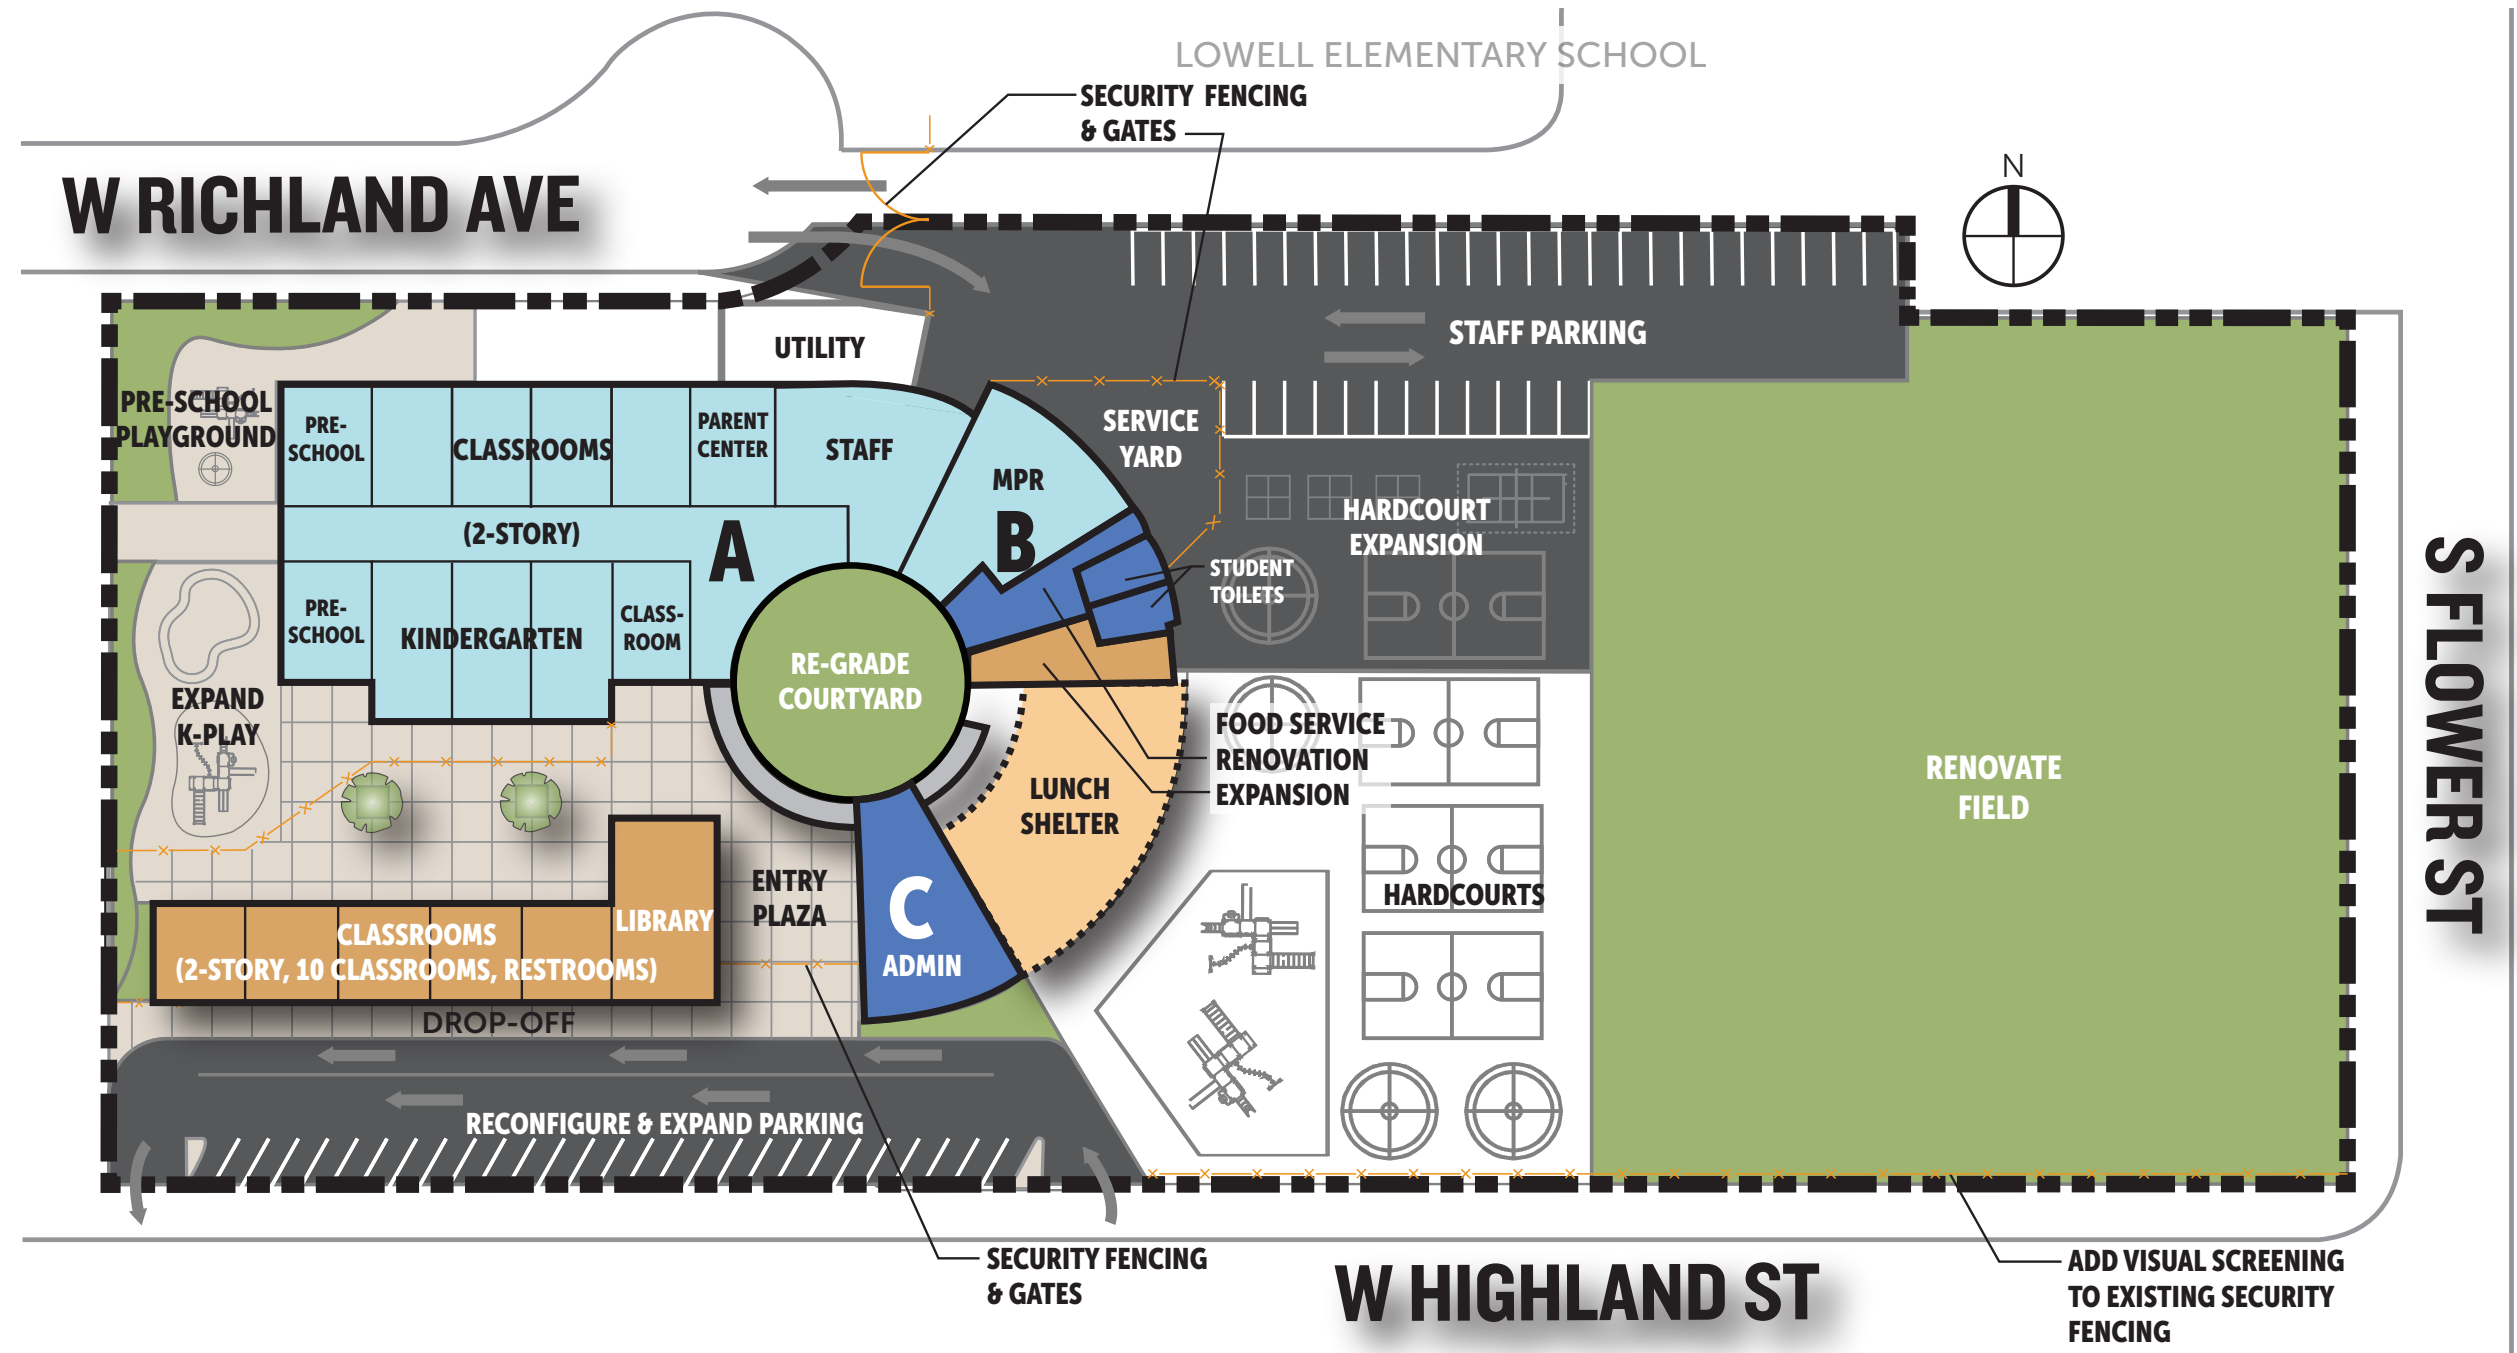 LOWELL ELEMENTARY SCHOOL
SECURITY FENCING
& GATES
W RICHLAND AVE
N
UTILITY
STAFF PARKING
PRE-SCHOOL
PLAYGROUND
PRE-
SCHOOL
CLASSROOMS
PARENT
CENTER
STAFF
MPR
B
SERVICE
YARD
HARDCOURT
EXPANSION
(2-STORY)
A
STUDENT
TOILETS
PRE-
SCHOOL
KINDERGARTEN
CLASS-
ROOM
RE-GRADE
COURTYARD
EXPAND
K-PLAY
FOOD SERVICE
RENOVATION
EXPANSION
LUNCH
SHELTER
RENOVATE
FIELD
S FLOWER ST
ENTRY
PLAZA
C
ADMIN
HARDCOURTS
LIBRARY
CLASSROOMS
(2-STORY, 10 CLASSROOMS, RESTROOMS)
DROP-OFF
RECONFIGURE & EXPAND PARKING
SECURITY FENCING
& GATES
W HIGHLAND ST
ADD VISUAL SCREENING
TO EXISTING SECURITY
FENCING